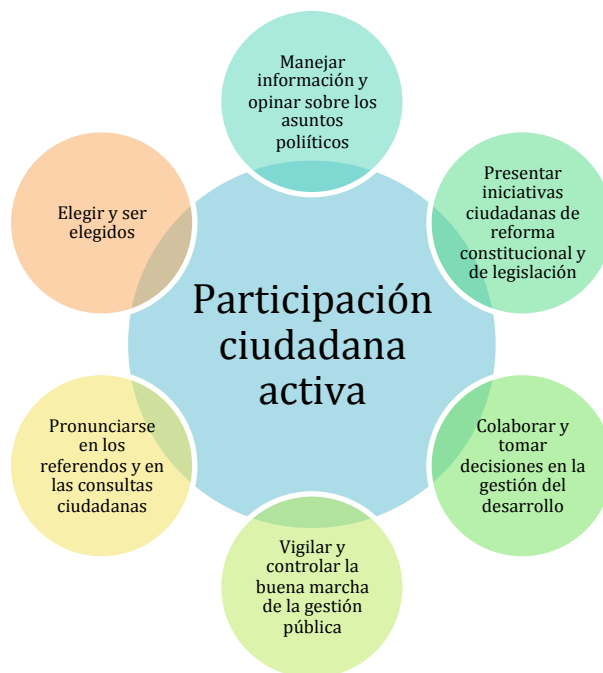 Manejar
información y
opinar sobre los
asuntos
poliíticos
Presentar
iniciativas
ciudadanas de
reforma
constitucional y
de legislación
Colaborar y
tomar
decisiones en la
gestión del
desarrollo
Vigilar y
controlar la
buena marcha
de la gestión
pública
Pronunciarse
en los
referendos y en
las consultas
ciudadanas
Elegir y ser
elegidos
Participación
ciudadana
activa